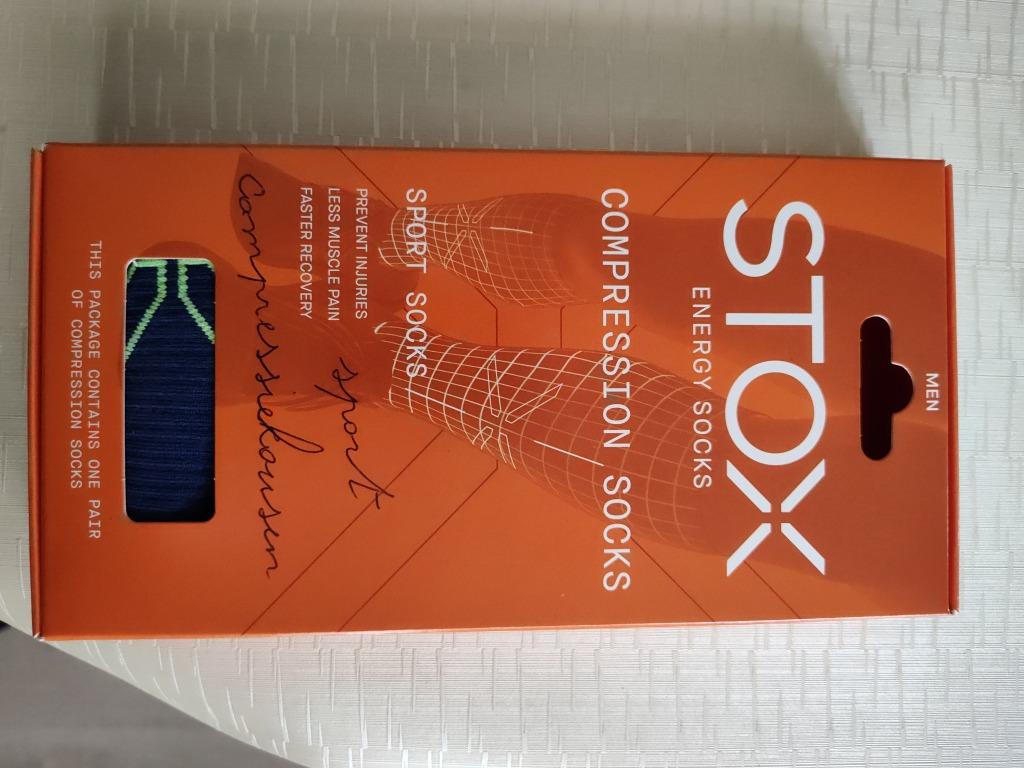 MEN
STOX
ENERGY SOCKS
COMPRESSION SOCKS
SPORT SOCKS
PREVENT INJURIES
LESS MUSCLE PAIN
FASTER RECOVERY
sport
Compressiekousen
THIS PACKAGE CONTAINS ONE PAIR
OF COMPRESSION SOCKS